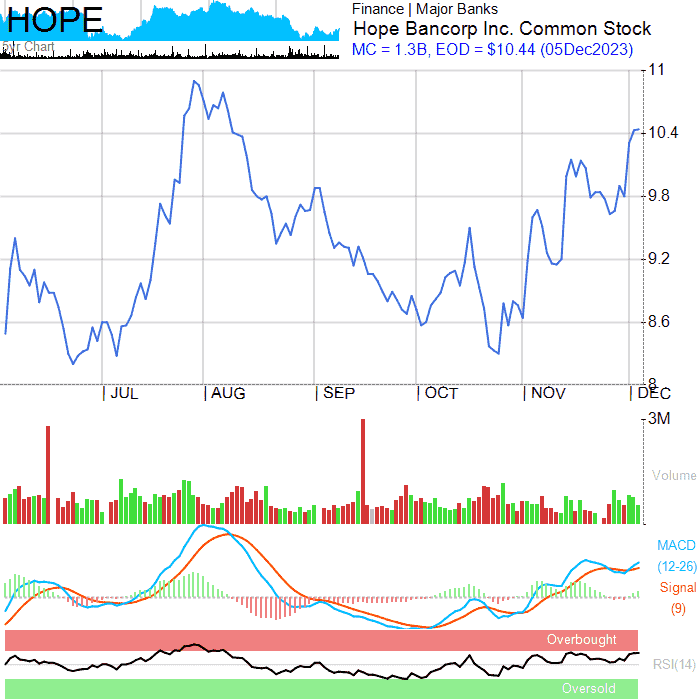 HOPE
5yr Chart
Finance | Major Banks
Hope Bancorp Inc. Common Stock
MC = 1.3B, EOD = $10.44 (05Dec2023)
11
10.4
9.8
9.2
8.6
8
| JUL | AUG | SEP | OCT | NOV | DEC
3M
Volume
MACD
(12-26)
Signal
(9)
Overbought
RSI(14)
Oversold